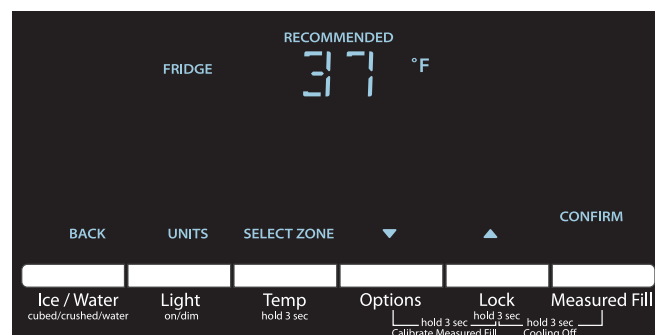 RECOMMENDED
FRIDGE 37 °F
CONFIRM
BACK UNITS SELECT ZONE ▼ ▲
Ice / Water Light Temp Options Lock Measured Fill
cubed/crushed/water on/dim hold 3 sec hold 3 sec
hold 3 sec hold 3 sec
Calibrate Measured Fill Cooling Off